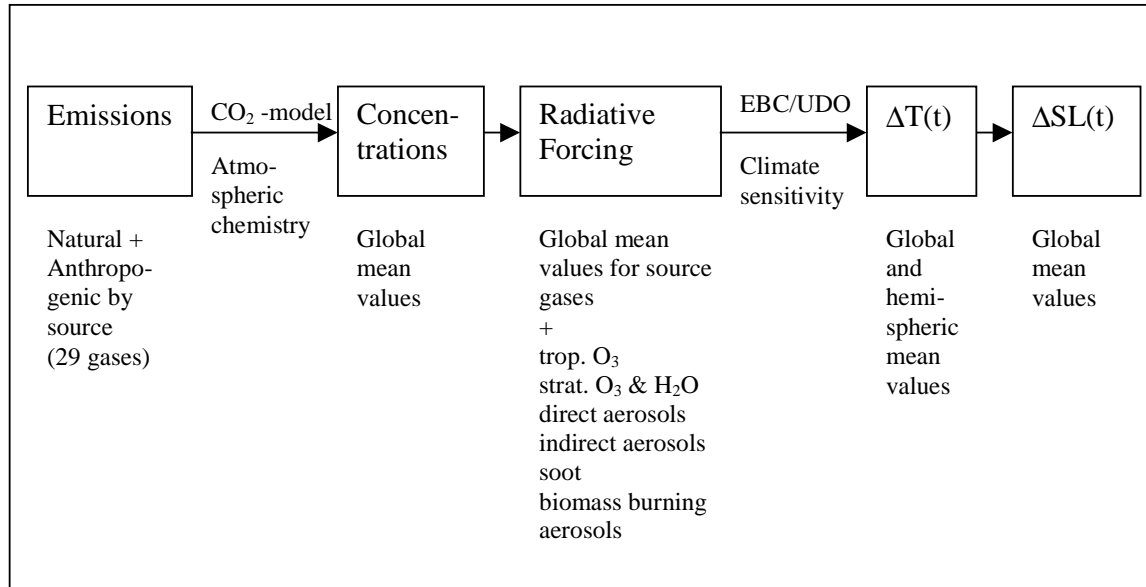 Emissions
CO₂ -model
Atmo-
spheric
chemistry
Concen-
trations
Radiative
Forcing
EBC/UDO
Climate
sensitivity
ΔT(t)
ΔSL(t)
Natural +
Anthropo-
genic by
source
(29 gases)
Global
mean
values
Global mean
values for source
gases
+
trop. O₃
strat. O₃ & H₂O
direct aerosols
indirect aerosols
soot
biomass burning
aerosols
Global
and
hemi-
spheric
mean
values
Global
mean
values